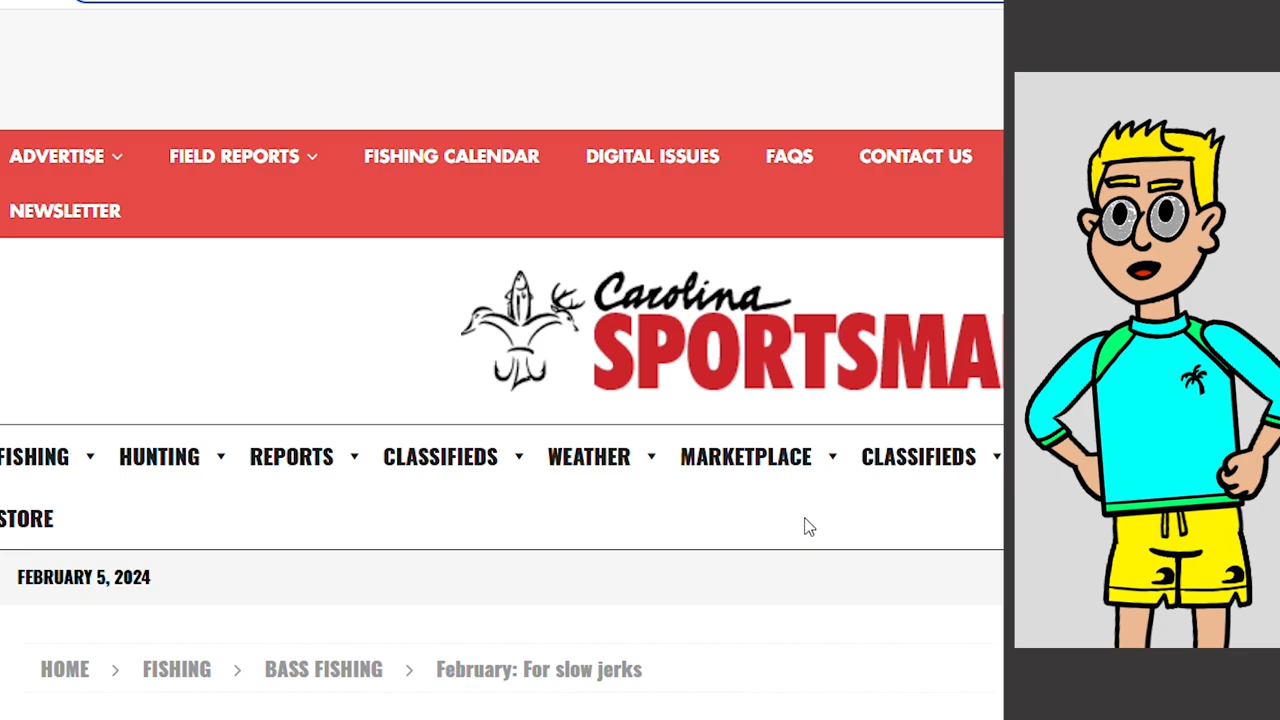 ADVERTISE FIELD REPORTS FISHING CALENDAR DIGITAL ISSUES FAQS CONTACT US
NEWSLETTER
Carolina
SPORTSMA
FISHING HUNTING REPORTS CLASSIFIEDS WEATHER MARKETPLACE CLASSIFIEDS
STORE
FEBRUARY 5, 2024
HOME > FISHING > BASS FISHING > February: For slow jerks